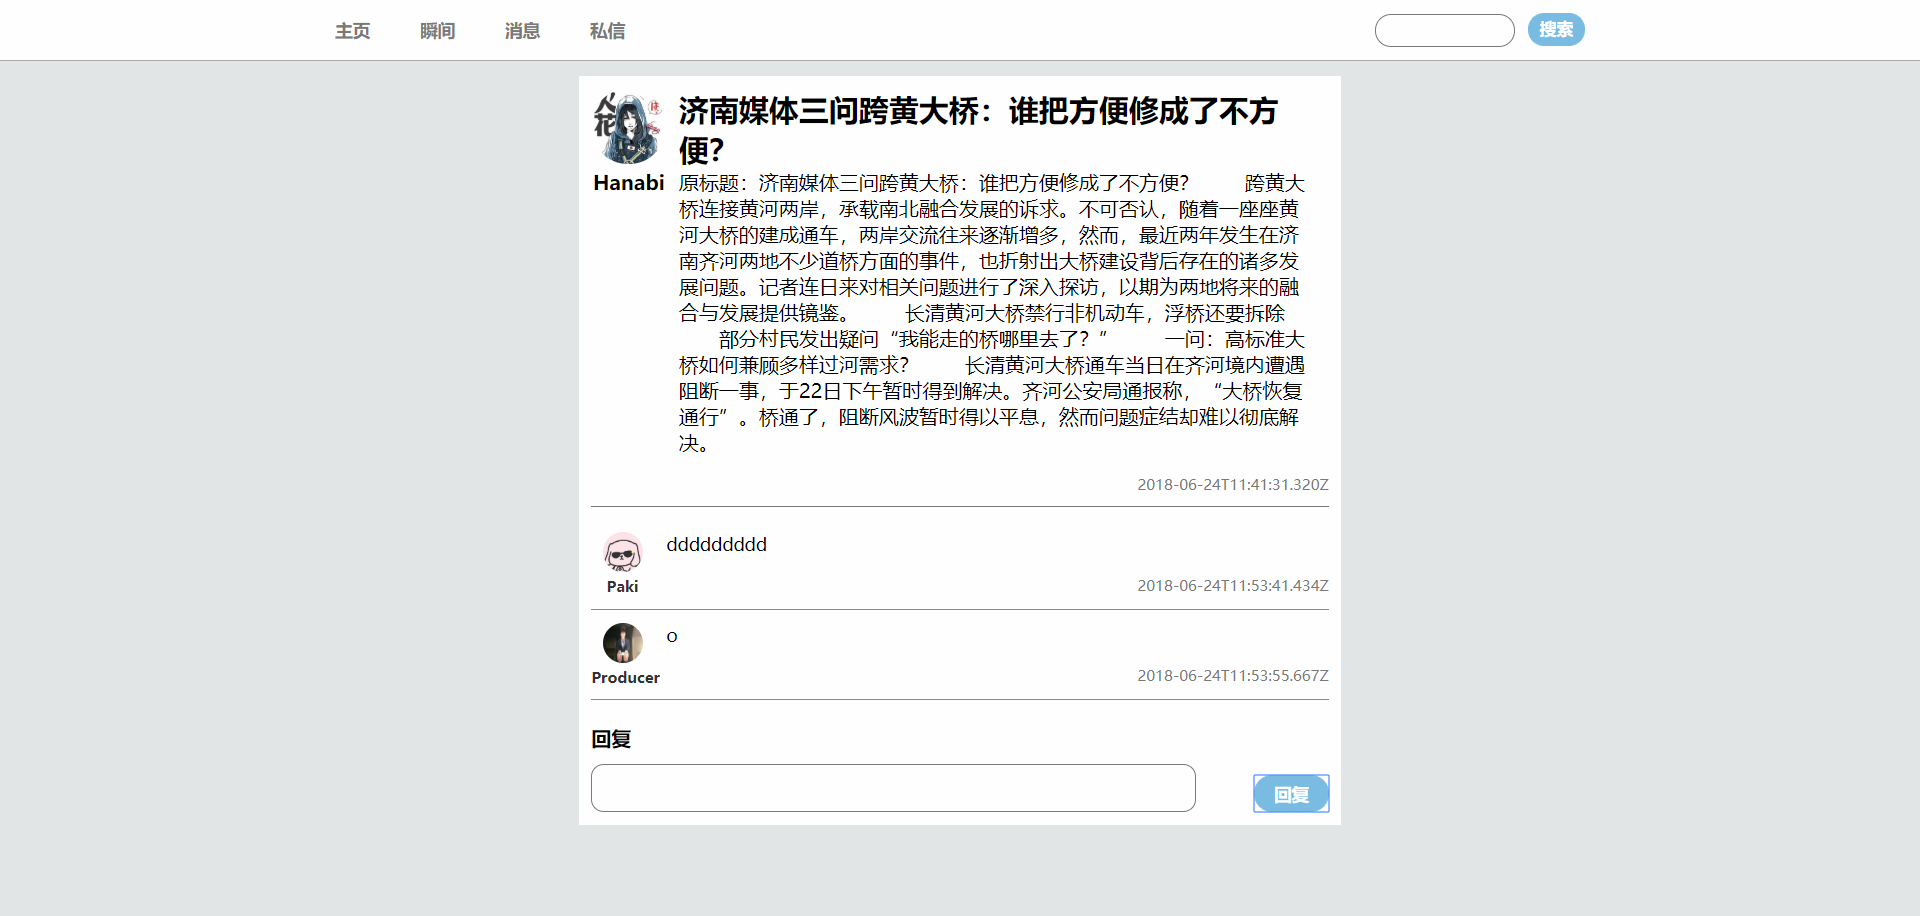 主页 瞬间 消息 私信 搜索
济南媒体三问跨黄大桥：谁把方便修成了不方
便？
Hanabi
原标题：济南媒体三问跨黄大桥：谁把方便修成了不方便？ 跨黄大
桥连接黄河两岸，承载南北融合发展的诉求。不可否认，随着一座座黄
河大桥的建成通车，两岸交流往来逐渐增多，然而，最近两年发生在济
南齐河两地不少道桥方面的事件，也折射出大桥建设背后存在的诸多发
展问题。记者连日来对相关问题进行了深入探访，以期为两地将来的融
合与发展提供镜鉴。 长清黄河大桥禁行非机动车，浮桥还要拆除
部分村民发出疑问“我能走的桥哪里去了？” 一问：高标准大
桥如何兼顾多样过河需求？ 长清黄河大桥通车当日在齐河境内遭遇
阻断一事，于22日下午暂时得到解决。齐河公安局通报称，“大桥恢复
通行”。桥通了，阻断风波暂时得以平息，然而问题症结却难以彻底解
决。
2018-06-24T11:41:31.320Z
ddddddddd
Paki
2018-06-24T11:53:41.434Z
o
Producer
2018-06-24T11:53:55.667Z
回复
回复